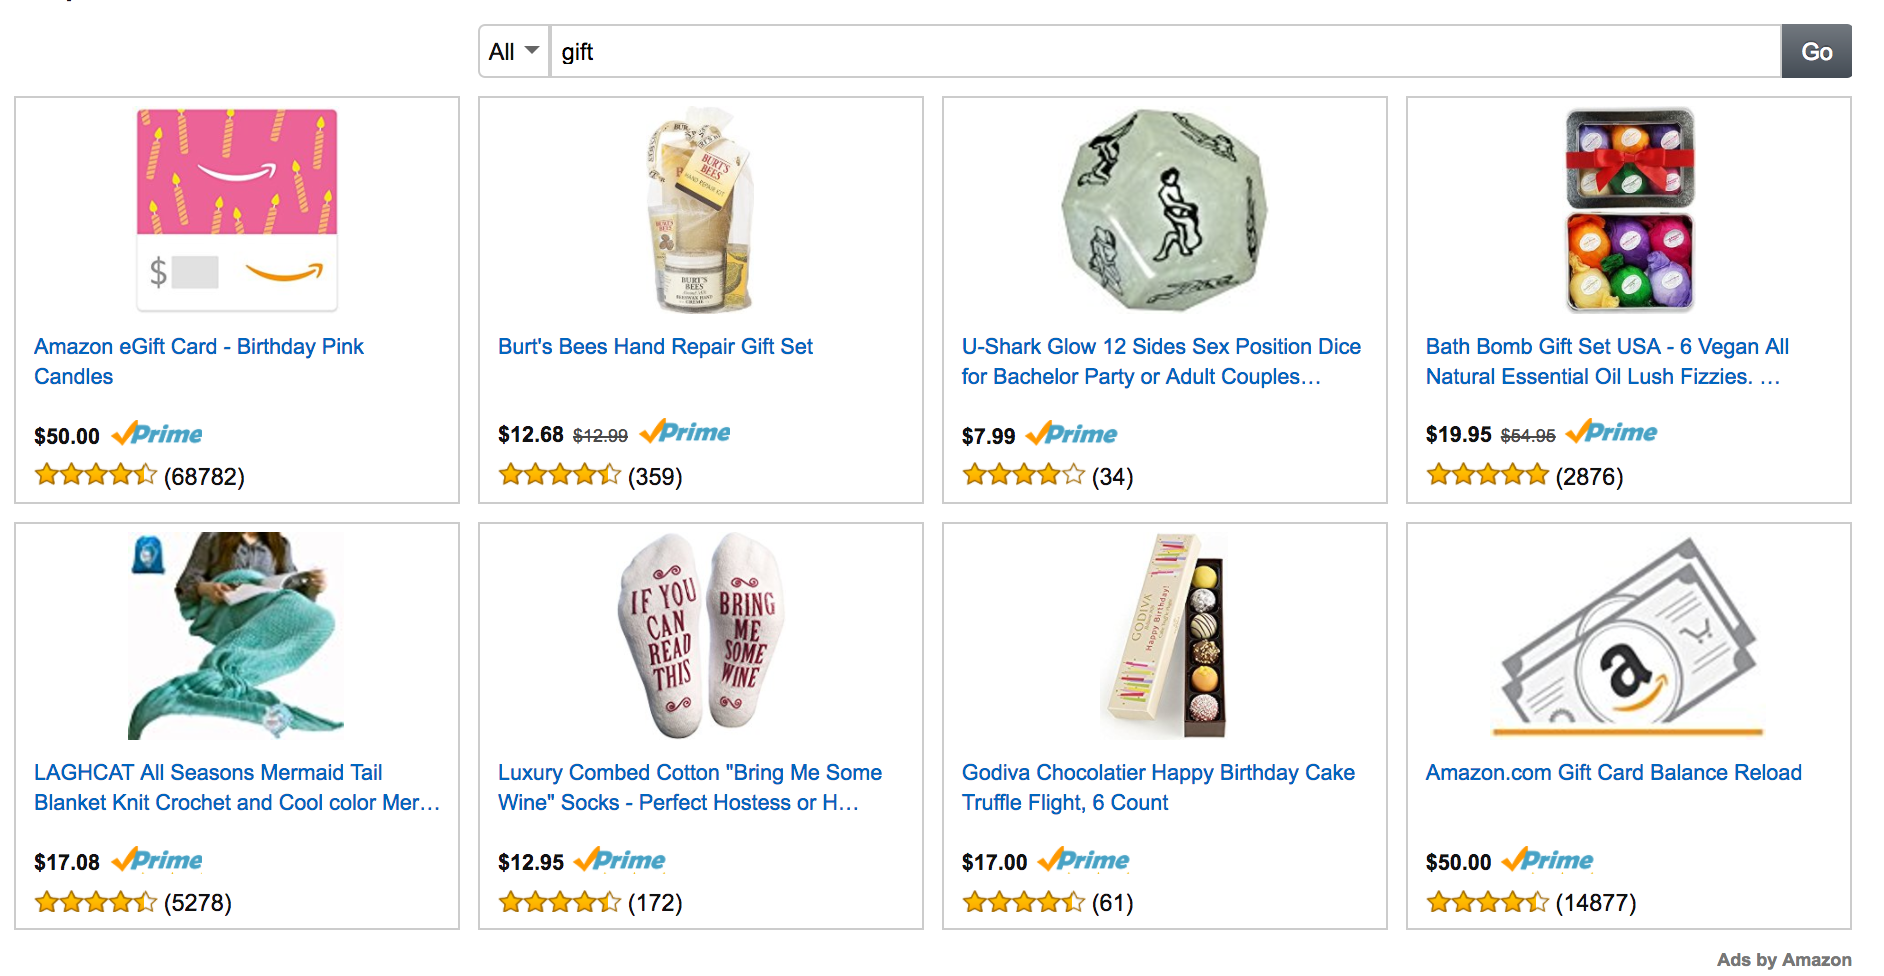 All gift Go
$
Amazon eGift Card - Birthday Pink
Candles
$50.00 Prime
(68782)
BURT'S
BEES
HAND REPAIR KIT
BURT'S
BEES
BEESWAX HAND
CREME
Burt's Bees Hand Repair Gift Set
$12.68 $12.99 Prime
(359)
U-Shark Glow 12 Sides Sex Position Dice
for Bachelor Party or Adult Couples…
$7.99 Prime
(34)
Bath Bomb Gift Set USA - 6 Vegan All
Natural Essential Oil Lush Fizzies. …
$19.95 $54.95 Prime
(2876)
LAGHCAT All Seasons Mermaid Tail
Blanket Knit Crochet and Cool color Mer…
$17.08 Prime
(5278)
IF YOU
CAN
READ
THIS
BRING
ME
SOME
WINE
Luxury Combed Cotton "Bring Me Some
Wine" Socks - Perfect Hostess or H…
$12.95 Prime
(172)
GODIVA
Happy Birthday!
Godiva Chocolatier Happy Birthday Cake
Truffle Flight, 6 Count
$17.00 Prime
(61)
a
Amazon.com Gift Card Balance Reload
$50.00 Prime
(14877)
Ads by Amazon